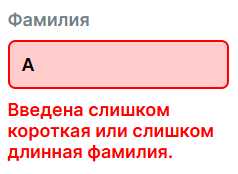 Фамилия
А
Введена слишком
короткая или слишком
длинная фамилия.